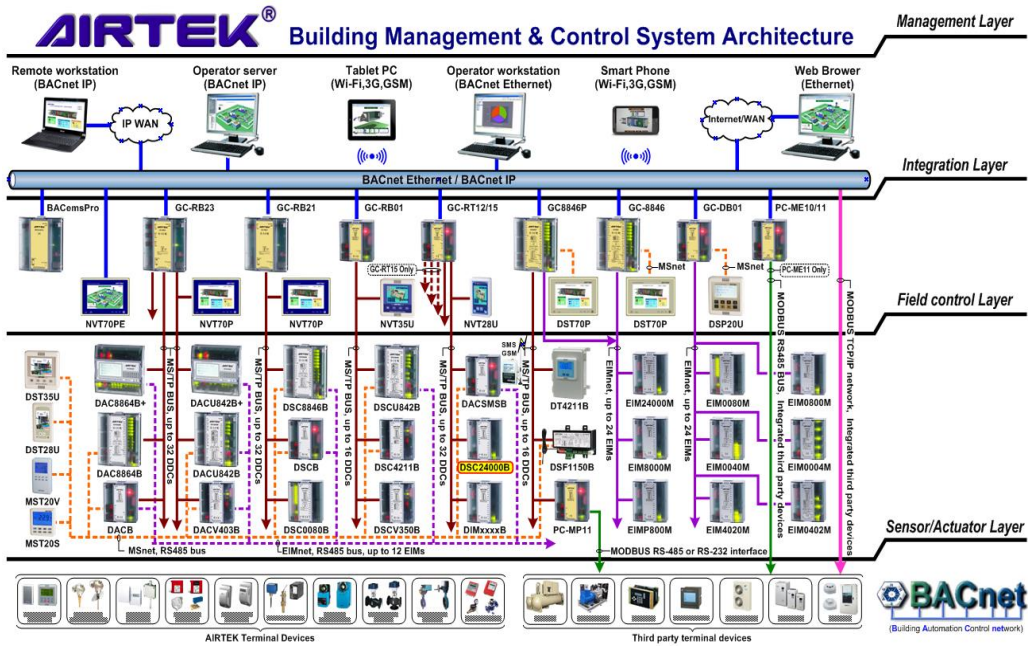 AIRTEK®
Building Management & Control System Architecture
Management Layer
Remote workstation
(BACnet IP)
Operator server
(BACnet IP)
Tablet PC
(Wi-Fi,3G,GSM)
Operator workstation
(BACnet Ethernet)
Smart Phone
(Wi-Fi,3G,GSM)
Web Brower
(Ethernet)
IP WAN
Internet/WAN
Integration Layer
BACnet Ethernet / BACnet IP
BACemsPro
GC-RB23
GC-RB21
GC-RB01
GC-RT12/15
GC8846P
GC-8846
GC-DB01
PC-ME10/11
GC-RT15 Only
MSnet
MSnet
PC-ME11 Only
Field control Layer
NVT70PE
NVT70P
NVT70P
NVT35U
NVT28U
DST70P
DST70P
DSP20U
MS/TP BUS, up to 32 DDCs
MS/TP BUS, up to 32 DDCs
MS/TP BUS, up to 16 DDCs
MS/TP BUS, up to 32 DDCs
MS/TP BUS, up to 16 DDCs
EIMnet, up to 24 EIMs
EIMnet, up to 24 EIMs
MODBUS RS485 BUS, Integrated third party devices
MODBUS TCP/IP network, Integrated third party devices
SMS
GSM
DST35U
DAC8864B+
DACU842B+
DSC8846B
DSCU842B
DACSMSB
DT4211B
EIM24000M
EIM0080M
EIM0800M
DST28U
DAC8864B
DACU842B
DSCB
DSC4211B
DSC24000B
DSF1150B
EIM8000M
EIM0040M
EIM0004M
MST20V
MST20S
DACB
DACV403B
DSC0080B
DSCV350B
DIMxxxxB
PC-MP11
EIMP800M
EIM4020M
EIM0402M
Sensor/Actuator Layer
MSnet, RS485 bus
EIMnet, RS485 bus, up to 12 EIMs
MODBUS RS-485 or RS-232 interface
AIRTEK Terminal Devices
Third party terminal devices
BACnet
(Building Automation Control network)